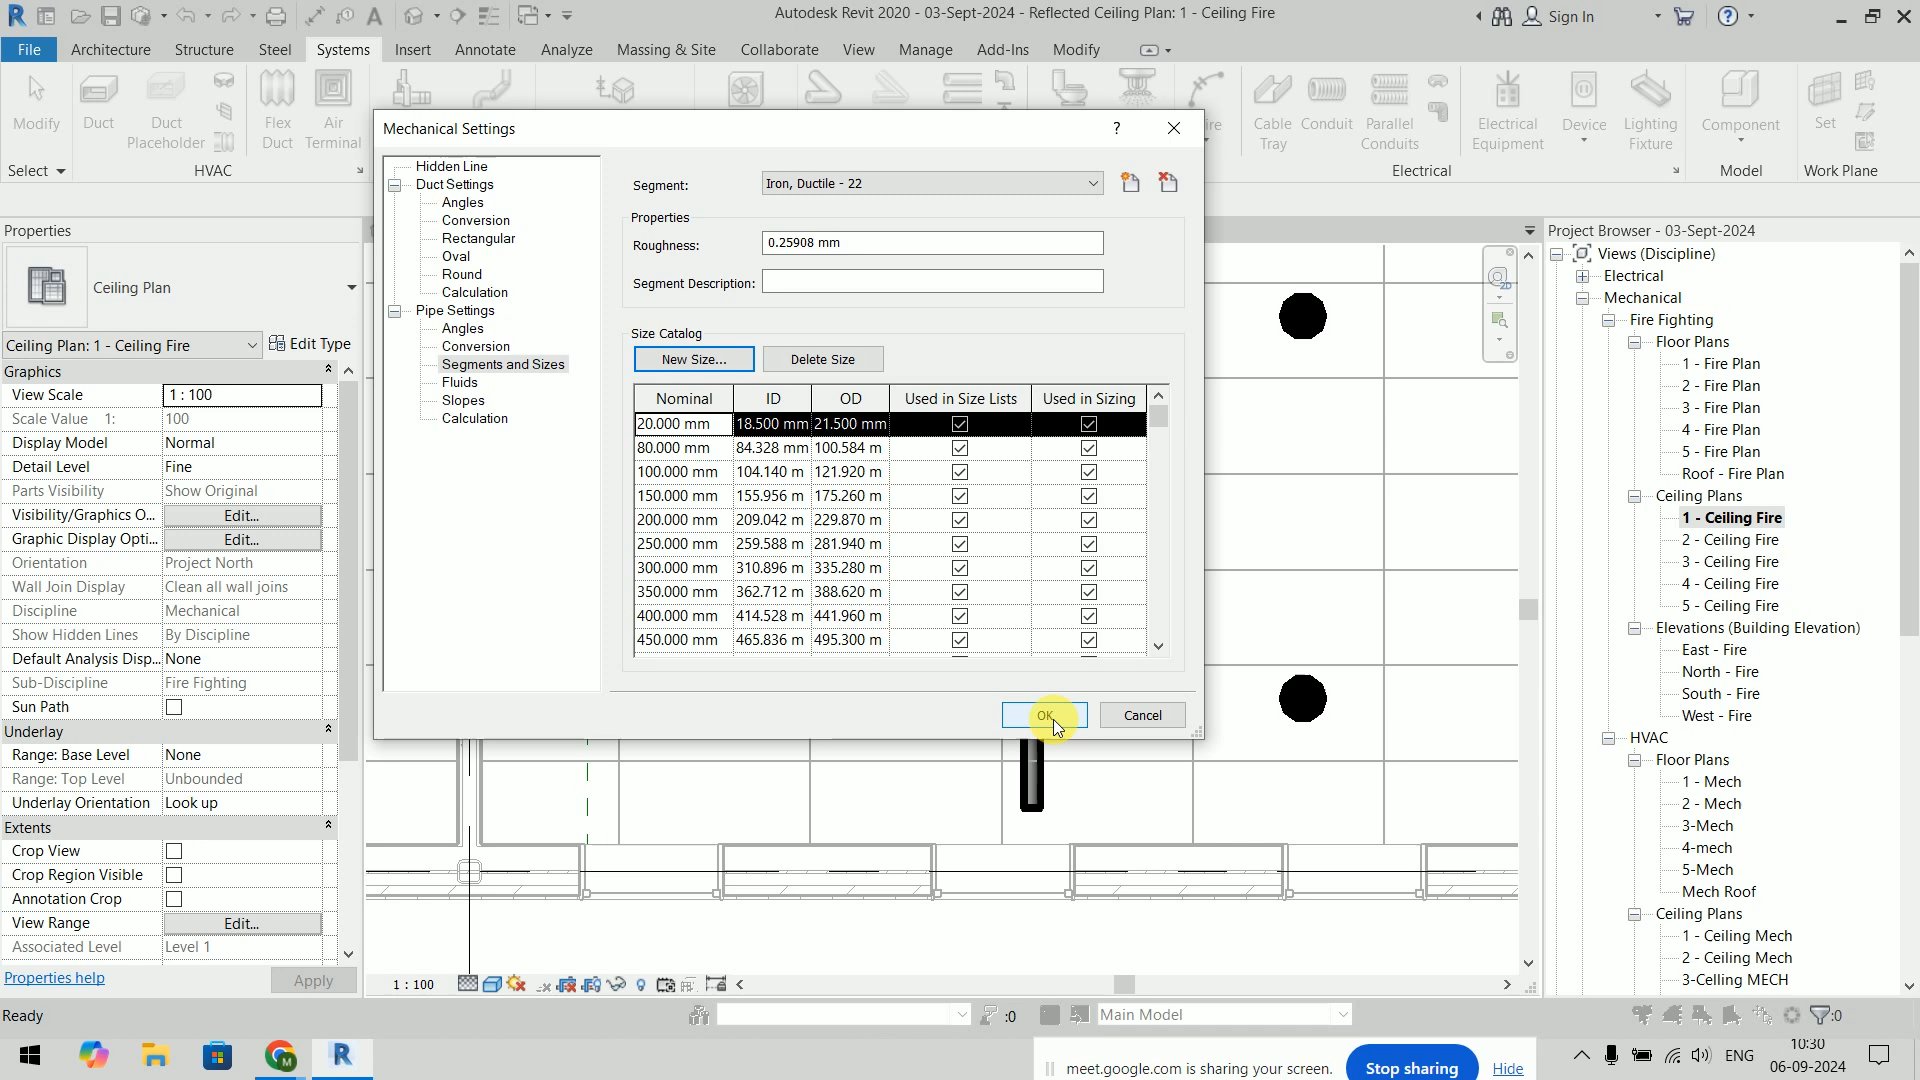 Autodesk Revit 2020 - 03-Sept-2024 - Reflected Ceiling Plan: 1 - Ceiling Fire
Sign In
File Architecture Structure Steel Systems Insert Annotate Analyze Massing & Site Collaborate View Manage Add-Ins Modify
Modify Duct Duct Placeholder Flex Duct Air Terminal Cable Tray Conduit Parallel Conduits Electrical Equipment Device Lighting Fixture Component Set
Select HVAC Electrical Model Work Plane
Mechanical Settings
Hidden Line
Duct Settings
Angles
Conversion
Rectangular
Oval
Round
Calculation
Pipe Settings
Angles
Conversion
Segments and Sizes
Fluids
Slopes
Calculation
Segment: Iron, Ductile - 22
Properties
Roughness: 0.25908 mm
Segment Description:
Size Catalog
New Size... Delete Size
Nominal ID OD Used in Size Lists Used in Sizing
20.000 mm 18.500 mm 21.500 mm
80.000 mm 84.328 mm 100.584 m
100.000 mm 104.140 m 121.920 m
150.000 mm 155.956 m 175.260 m
200.000 mm 209.042 m 229.870 m
250.000 mm 259.588 m 281.940 m
300.000 mm 310.896 m 335.280 m
350.000 mm 362.712 m 388.620 m
400.000 mm 414.528 m 441.960 m
450.000 mm 465.836 m 495.300 m
OK Cancel
Properties
Ceiling Plan
Ceiling Plan: 1 - Ceiling Fire Edit Type
Graphics
View Scale 1 : 100
Scale Value 1: 100
Display Model Normal
Detail Level Fine
Parts Visibility Show Original
Visibility/Graphics O... Edit...
Graphic Display Opti... Edit...
Orientation Project North
Wall Join Display Clean all wall joins
Discipline Mechanical
Show Hidden Lines By Discipline
Default Analysis Disp... None
Sub-Discipline Fire Fighting
Sun Path
Underlay
Range: Base Level None
Range: Top Level Unbounded
Underlay Orientation Look up
Extents
Crop View
Crop Region Visible
Annotation Crop
View Range Edit...
Associated Level Level 1
Properties help Apply
1 : 100
Project Browser - 03-Sept-2024
Views (Discipline)
Electrical
Mechanical
Fire Fighting
Floor Plans
1 - Fire Plan
2 - Fire Plan
3 - Fire Plan
4 - Fire Plan
5 - Fire Plan
Roof - Fire Plan
Ceiling Plans
1 - Ceiling Fire
2 - Ceiling Fire
3 - Ceiling Fire
4 - Ceiling Fire
5 - Ceiling Fire
Elevations (Building Elevation)
East - Fire
North - Fire
South - Fire
West - Fire
HVAC
Floor Plans
1 - Mech
2 - Mech
3-Mech
4-mech
5-Mech
Mech Roof
Ceiling Plans
1 - Ceiling Mech
2 - Ceiling Mech
3-Celling MECH
Ready :0 Main Model :0
meet.google.com is sharing your screen. Stop sharing Hide
ENG
10:30
06-09-2024